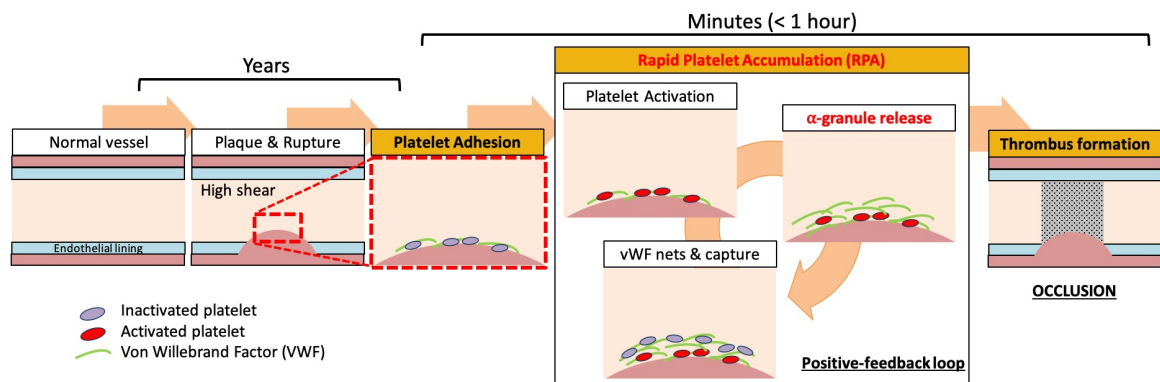 Minutes (< 1 hour)
Years
Rapid Platelet Accumulation (RPA)
Normal vessel
Plaque & Rupture
Platelet Adhesion
Platelet Activation
α-granule release
Thrombus formation
High shear
Endothelial lining
vWF nets & capture
OCCLUSION
Inactivated platelet
Activated platelet
Von Willebrand Factor (VWF)
Positive-feedback loop